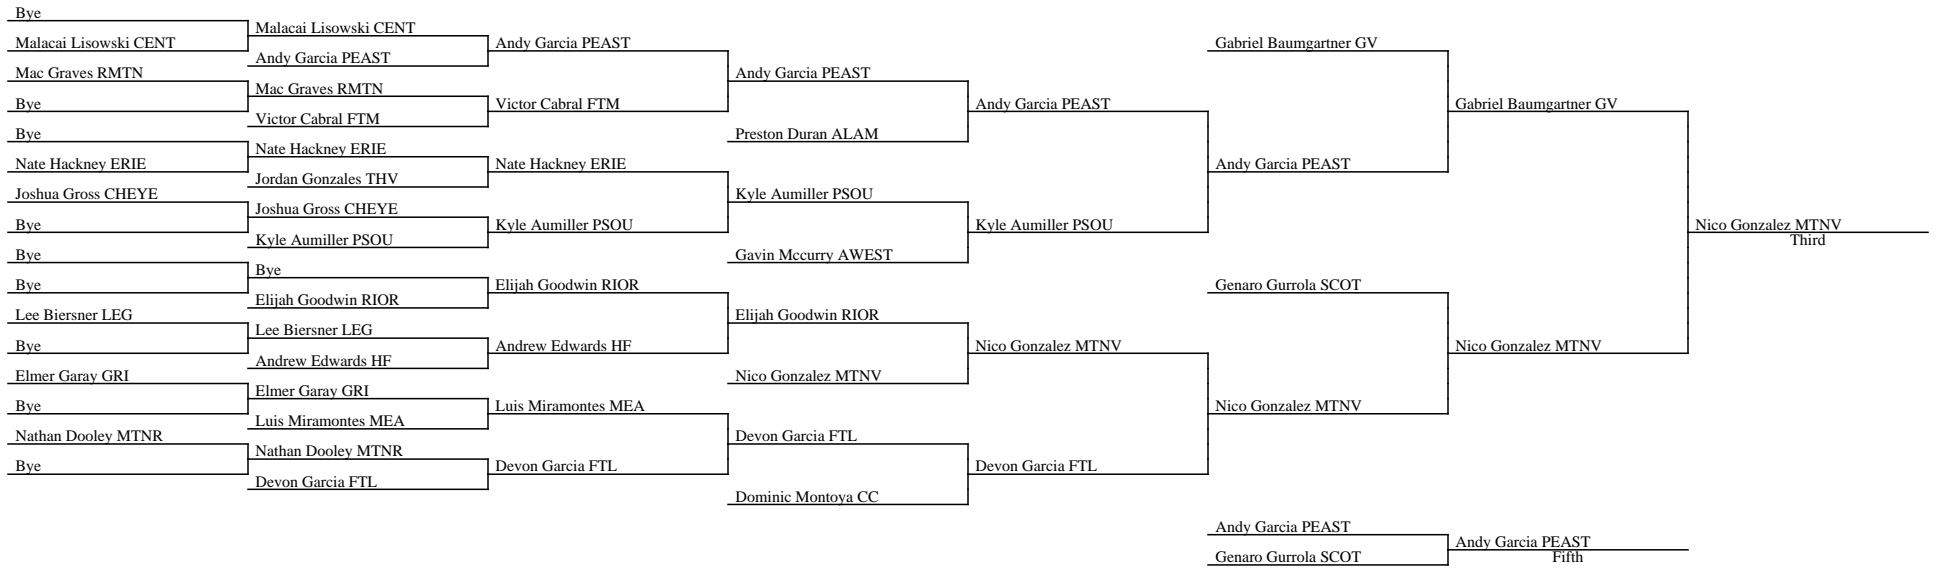 Bye
Malacai Lisowski CENT
Mac Graves RMTN
Bye
Bye
Nate Hackney ERIE
Joshua Gross CHEYE
Bye
Bye
Bye
Lee Biersner LEG
Bye
Elmer Garay GRI
Bye
Nathan Dooley MTNR
Bye
Malacai Lisowski CENT
Andy Garcia PEAST
Mac Graves RMTN
Victor Cabral FTM
Nate Hackney ERIE
Jordan Gonzales THV
Joshua Gross CHEYE
Kyle Aumiller PSOU
Bye
Elijah Goodwin RIOR
Lee Biersner LEG
Andrew Edwards HF
Elmer Garay GRI
Luis Miramontes MEA
Nathan Dooley MTNR
Devon Garcia FTL
Andy Garcia PEAST
Victor Cabral FTM
Nate Hackney ERIE
Kyle Aumiller PSOU
Elijah Goodwin RIOR
Andrew Edwards HF
Luis Miramontes MEA
Devon Garcia FTL
Andy Garcia PEAST
Preston Duran ALAM
Kyle Aumiller PSOU
Gavin Mccurry AWEST
Elijah Goodwin RIOR
Nico Gonzalez MTNV
Devon Garcia FTL
Dominic Montoya CC
Andy Garcia PEAST
Kyle Aumiller PSOU
Nico Gonzalez MTNV
Devon Garcia FTL
Gabriel Baumgartner GV
Andy Garcia PEAST
Genaro Gurrola SCOT
Nico Gonzalez MTNV
Gabriel Baumgartner GV
Nico Gonzalez MTNV
Nico Gonzalez MTNV
Third
Andy Garcia PEAST
Genaro Gurrola SCOT
Andy Garcia PEAST
Fifth